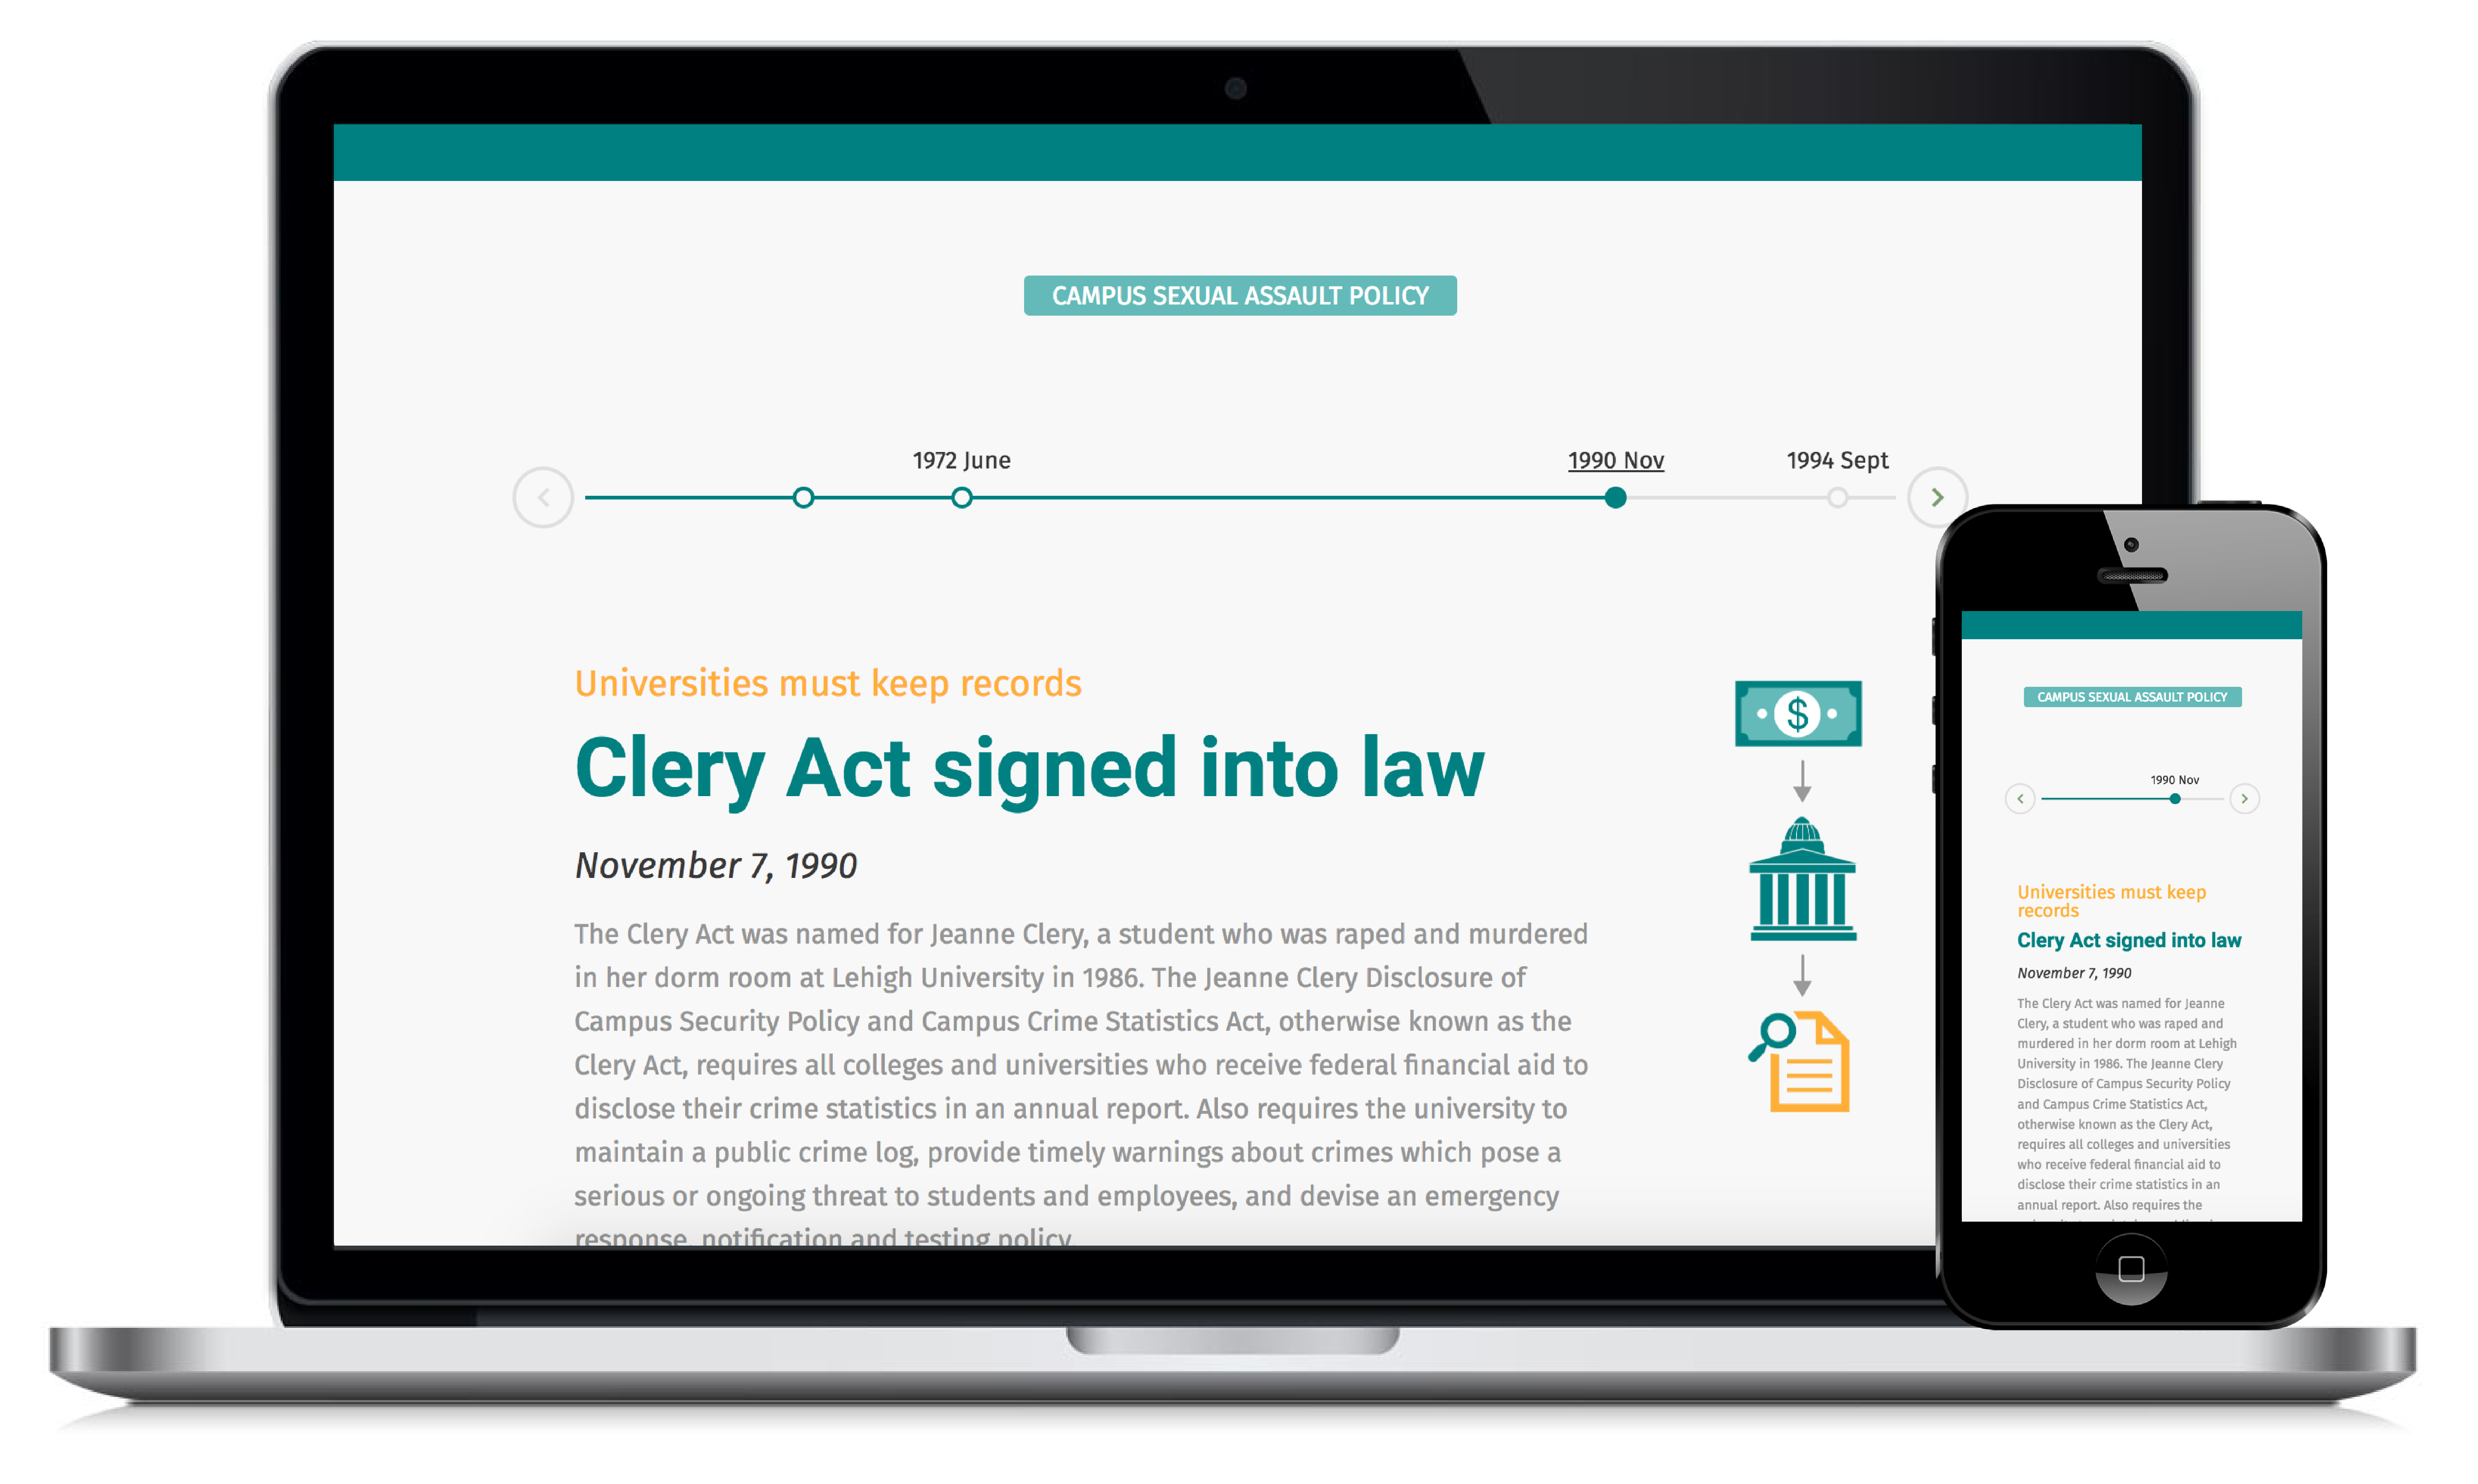 CAMPUS SEXUAL ASSAULT POLICY
1972 June
1990 Nov
1994 Sept
Universities must keep records
Clery Act signed into law
November 7, 1990
$
The Clery Act was named for Jeanne Clery, a student who was raped and murdered
in her dorm room at Lehigh University in 1986. The Jeanne Clery Disclosure of
Campus Security Policy and Campus Crime Statistics Act, otherwise known as the
Clery Act, requires all colleges and universities who receive federal financial aid to
disclose their crime statistics in an annual report. Also requires the university to
maintain a public crime log, provide timely warnings about crimes which pose a
serious or ongoing threat to students and employees, and devise an emergency
response, notification and testing policy.
CAMPUS SEXUAL ASSAULT POLICY
1990 Nov
Universities must keep
records
Clery Act signed into law
November 7, 1990
The Clery Act was named for Jeanne
Clery, a student who was raped and
murdered in her dorm room at Lehigh
University in 1986. The Jeanne Clery
Disclosure of Campus Security Policy
and Campus Crime Statistics Act,
otherwise known as the Clery Act,
requires all colleges and universities
who receive federal financial aid to
disclose their crime statistics in an
annual report. Also requires the